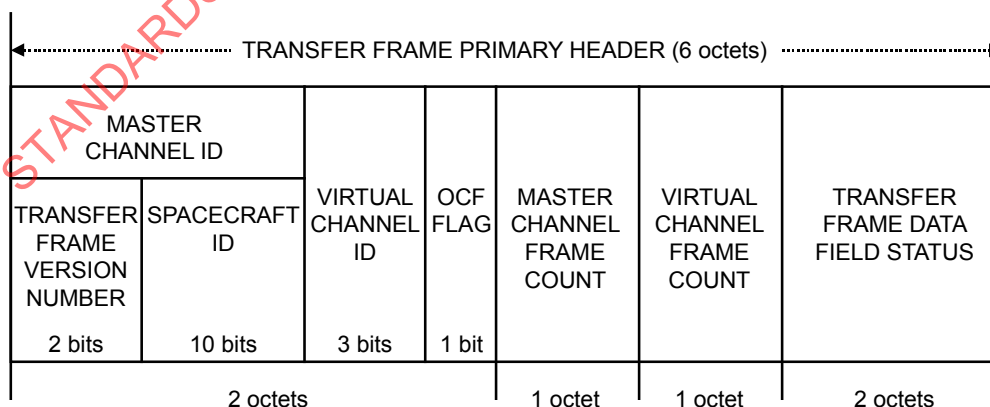 STANDARDS
TRANSFER FRAME PRIMARY HEADER (6 octets)
MASTER
CHANNEL ID
TRANSFER
FRAME
VERSION
NUMBER
2 bits
SPACECRAFT
ID
10 bits
VIRTUAL
CHANNEL
ID
3 bits
OCF
FLAG
1 bit
MASTER
CHANNEL
FRAME
COUNT
VIRTUAL
CHANNEL
FRAME
COUNT
TRANSFER
FRAME DATA
FIELD STATUS
2 octets
1 octet
1 octet
2 octets